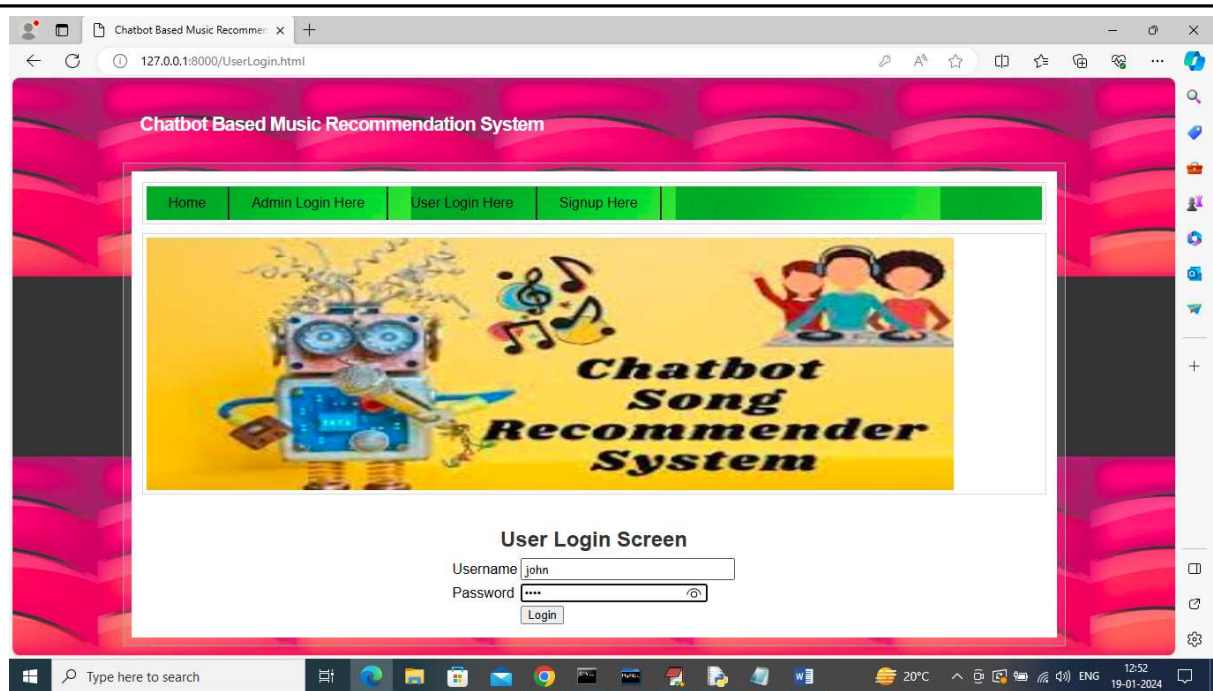 Chatbot Based Music Recommen
127.0.0.1:8000/UserLogin.html
Chatbot Based Music Recommendation System
Home Admin Login Here User Login Here Signup Here
Chatbot
Song
Recommender
System
User Login Screen
Username john
Password ••••
Login
Type here to search 20°C ENG 12:52
19-01-2024